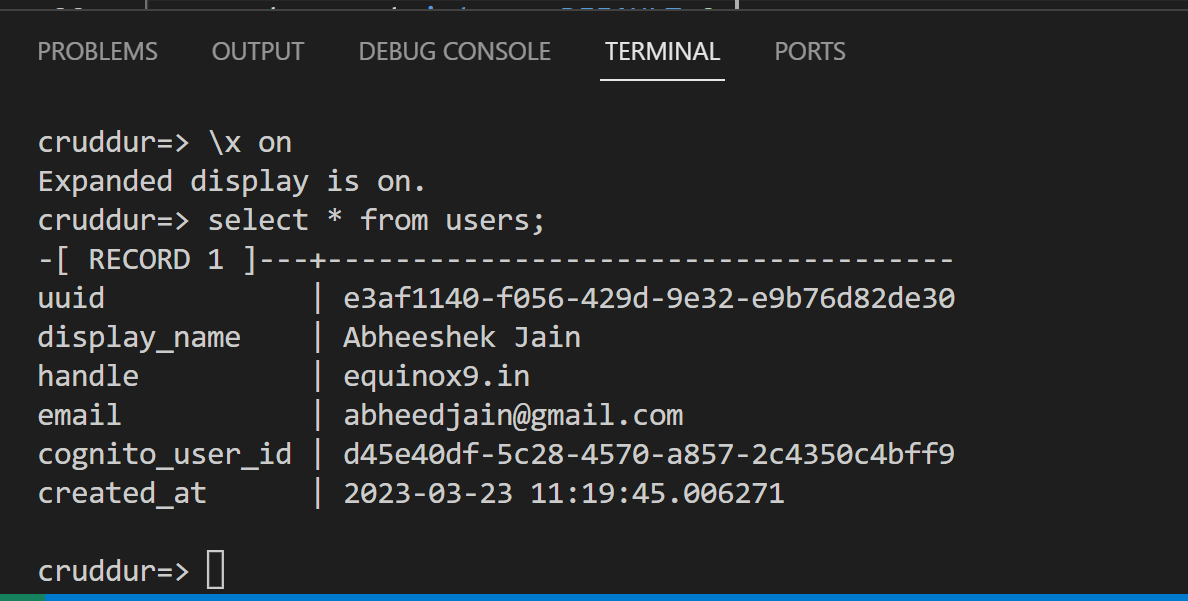 PROBLEMS OUTPUT DEBUG CONSOLE TERMINAL PORTS
cruddur=> \x on
Expanded display is on.
cruddur=> select * from users;
-[ RECORD 1 ]---+-------------------------------------
uuid            | e3af1140-f056-429d-9e32-e9b76d82de30
display_name    | Abheeshek Jain
handle          | equinox9.in
email           | abheedjain@gmail.com
cognito_user_id | d45e40df-5c28-4570-a857-2c4350c4bff9
created_at      | 2023-03-23 11:19:45.006271
cruddur=>